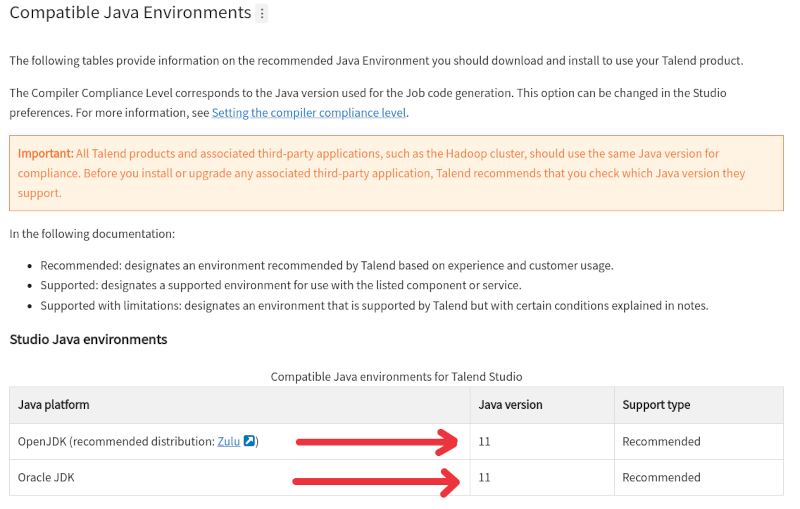 Compatible Java Environments
The following tables provide information on the recommended Java Environment you should download and install to use your Talend product.
The Compiler Compliance Level corresponds to the Java version used for the Job code generation. This option can be changed in the Studio
preferences. For more information, see Setting the compiler compliance level.
Important: All Talend products and associated third-party applications, such as the Hadoop cluster, should use the same Java version for
compliance. Before you install or upgrade any associated third-party application, Talend recommends that you check which Java version they
support.
In the following documentation:
• Recommended: designates an environment recommended by Talend based on experience and customer usage.
• Supported: designates a supported environment for use with the listed component or service.
• Supported with limitations: designates an environment that is supported by Talend but with certain conditions explained in notes.
Studio Java environments
Compatible Java environments for Talend Studio
Java platform Java version Support type
OpenJDK (recommended distribution: Zulu) 11 Recommended
Oracle JDK 11 Recommended